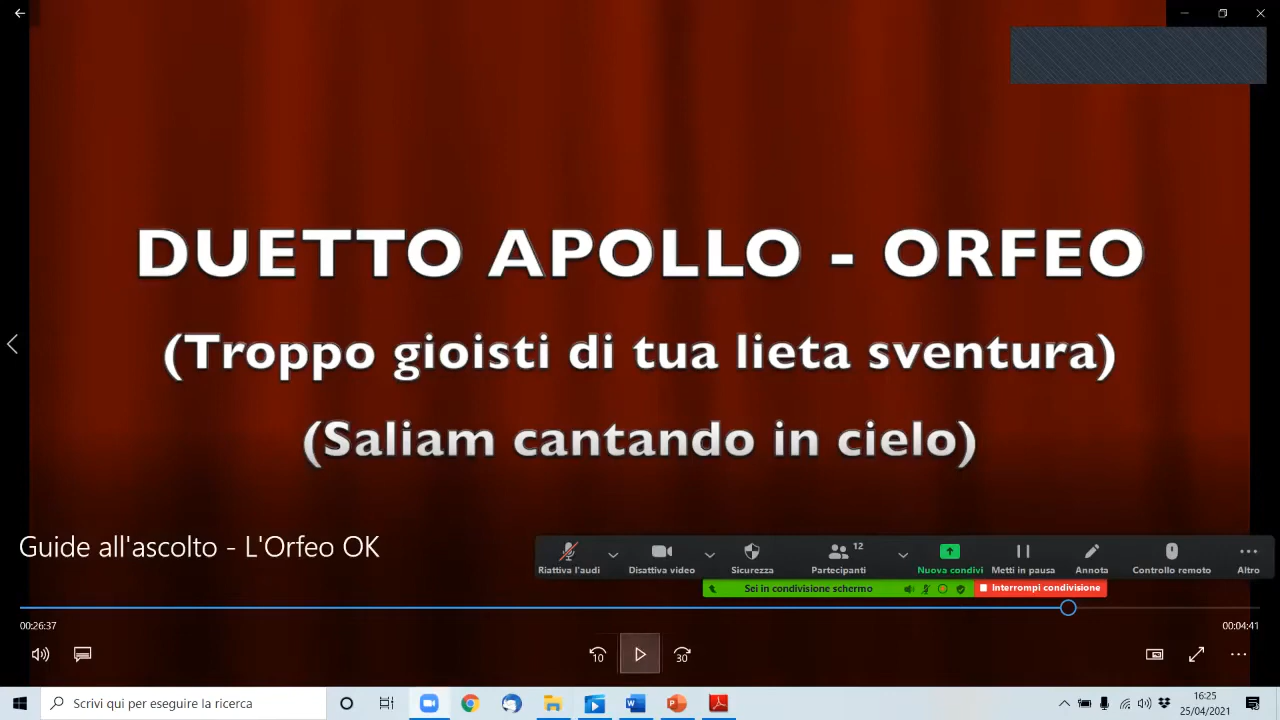 DUETTO APOLLO - ORFEO
(Troppo gioisti di tua lieta sventura)
(Saliam cantando in cielo)
Guide all'ascolto - L'Orfeo OK
12
Riattiva l'audi Disattiva video Sicurezza Partecipanti Nuova condivi Metti in pausa Annota Controllo remoto Altro
Sei in condivisione schermo Interrompi condivisione
00:26:37 00:04:41
10 30
Scrivi qui per eseguire la ricerca
16:25
25/04/2021